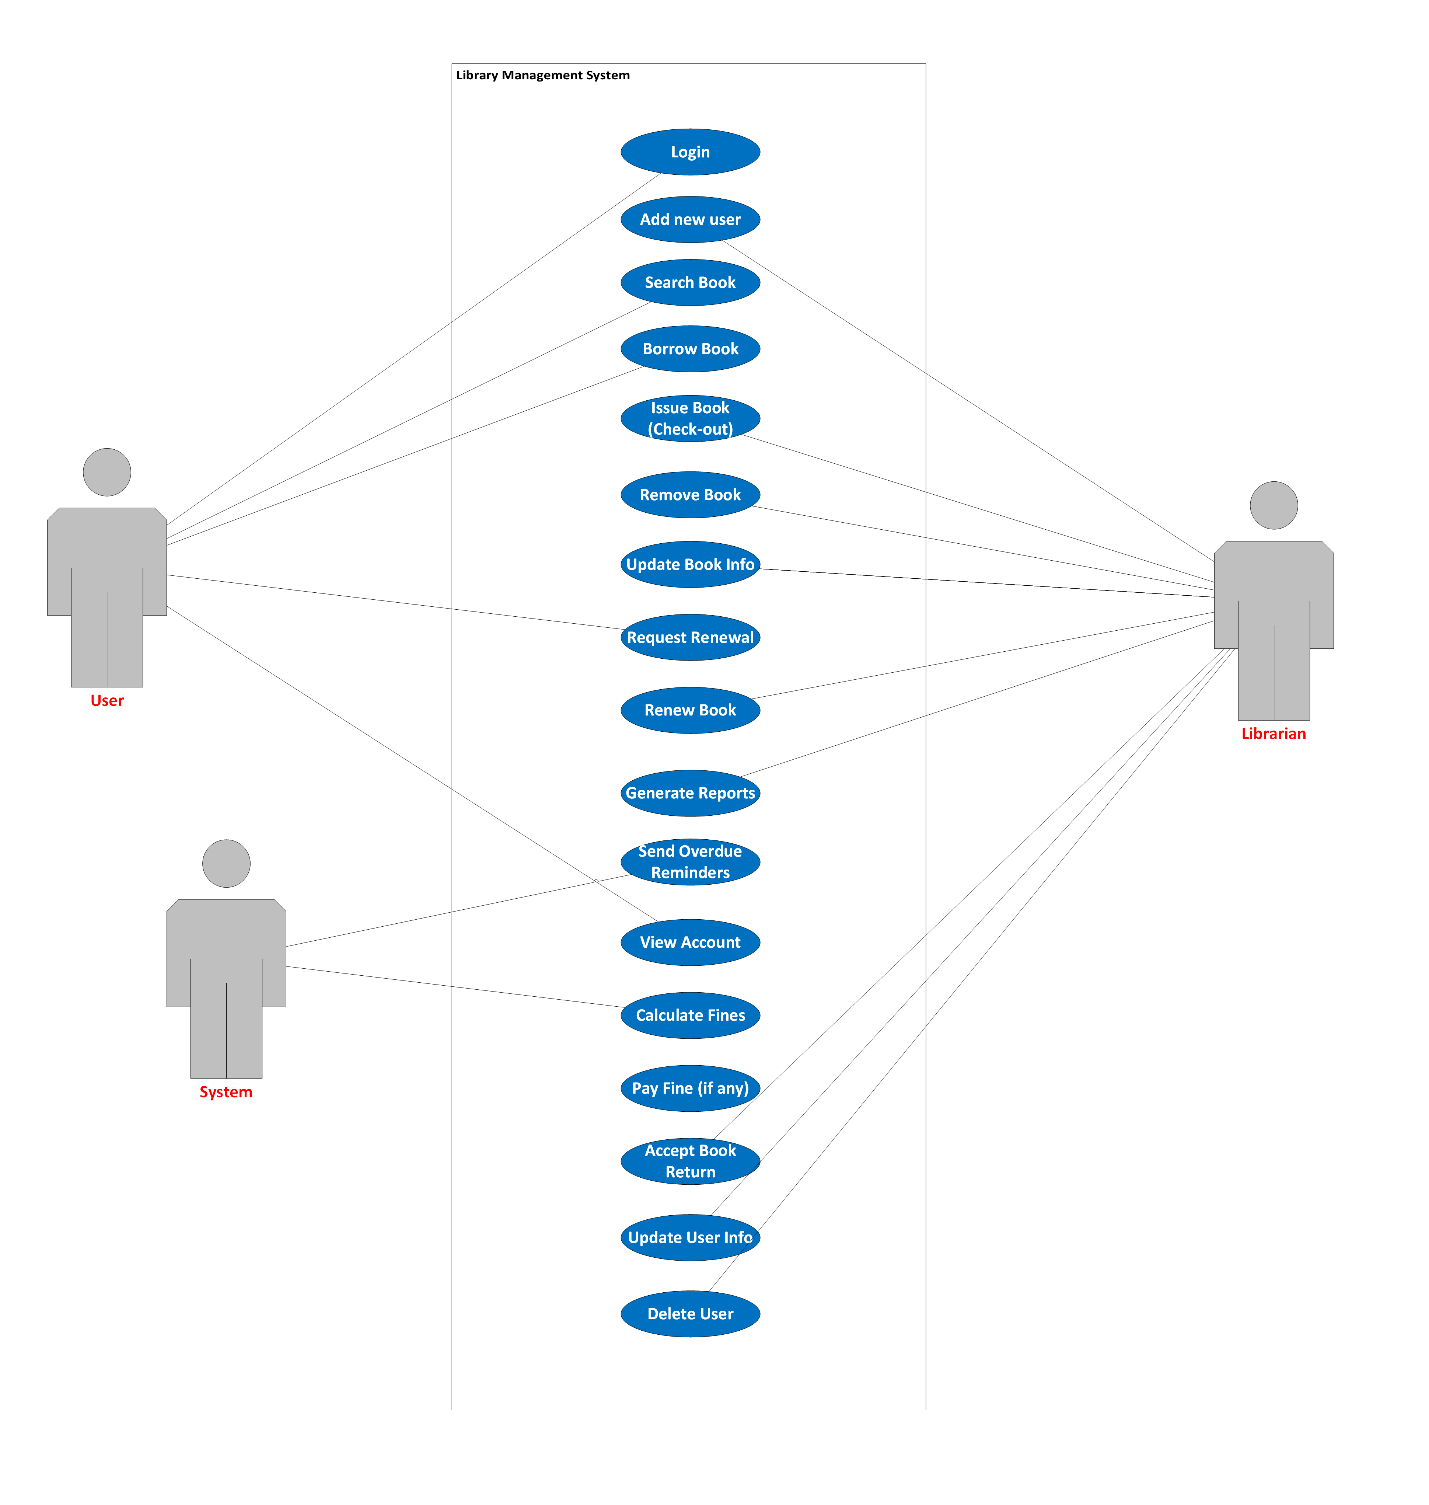 Library Management System
Login
Add new user
Search Book
Borrow Book
Issue Book
(Check-out)
Remove Book
Update Book Info
Request Renewal
Renew Book
Generate Reports
Send Overdue
Reminders
View Account
Calculate Fines
Pay Fine (if any)
Accept Book
Return
Update User Info
Delete User
User
System
Librarian